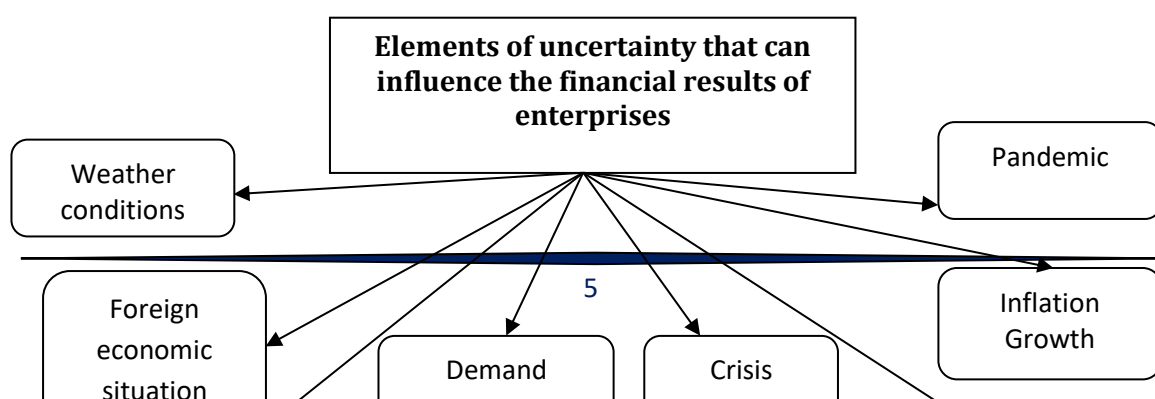 Elements of uncertainty that can
influence the financial results of
enterprises
Weather
conditions
Pandemic
5
Foreign
economic
situation
Demand
Crisis
Inflation
Growth